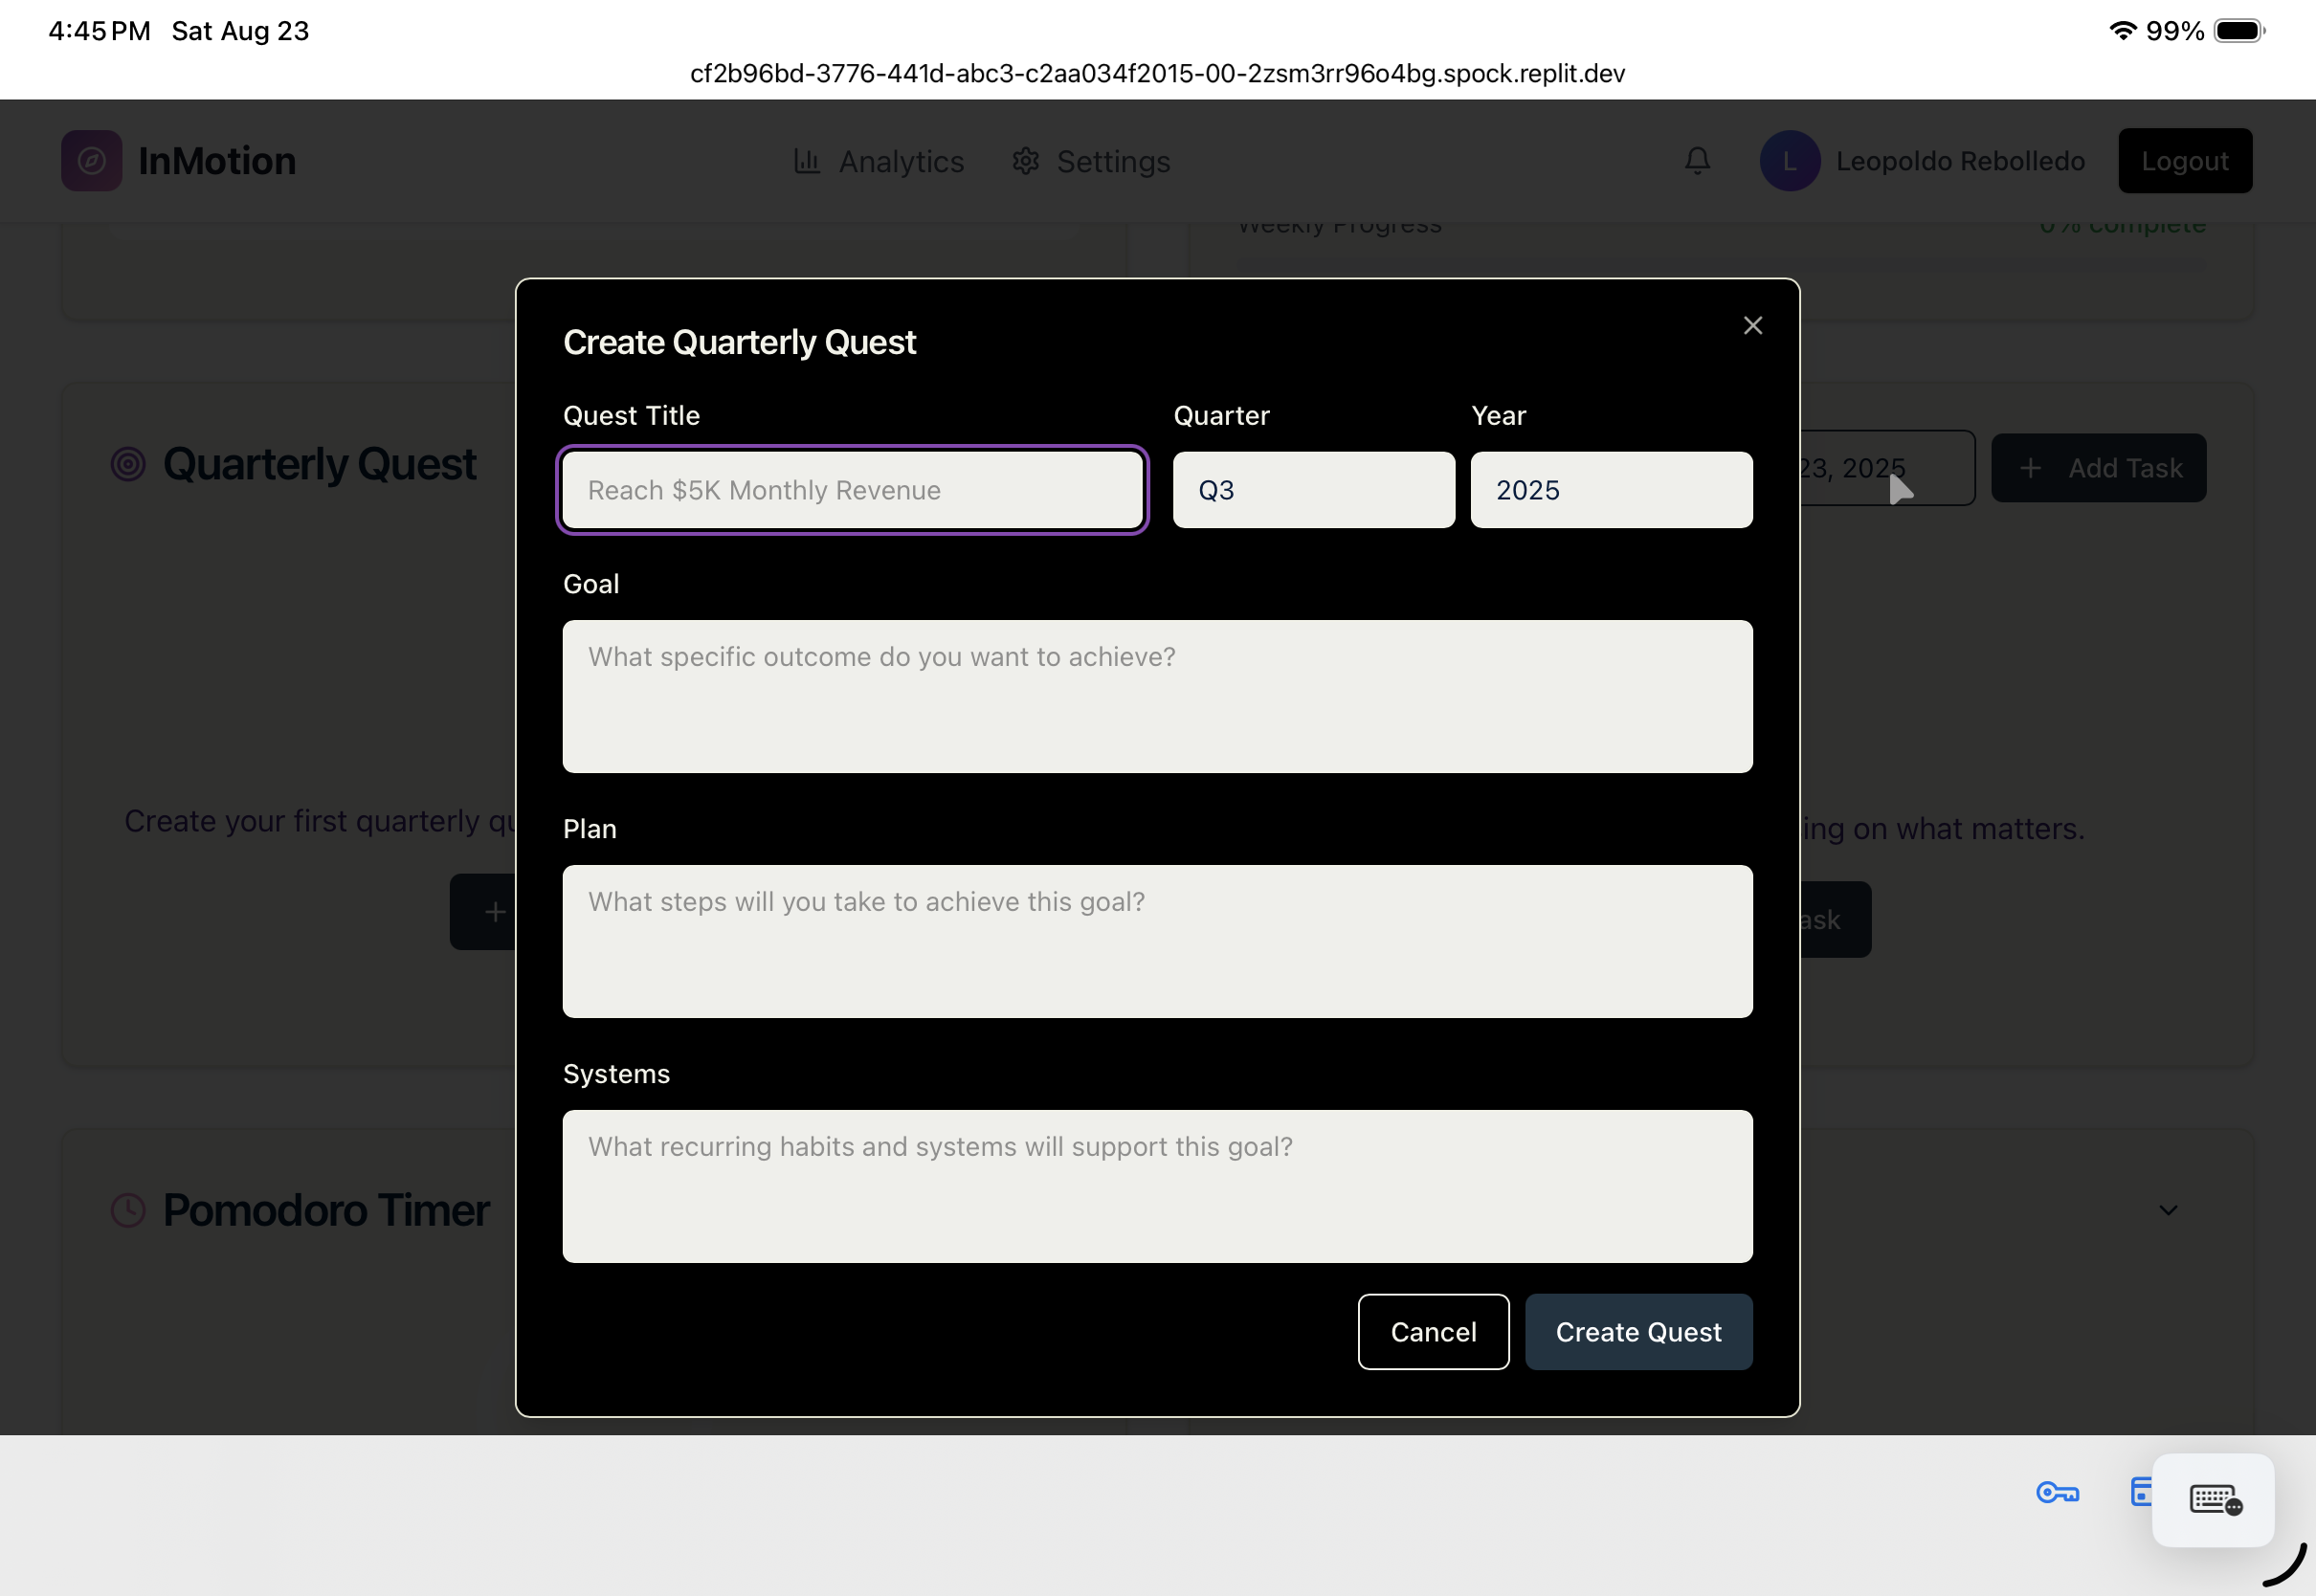 4:45 PM Sat Aug 23
99%
cf2b96bd-3776-441d-abc3-c2aa034f2015-00-2zsm3rr96o4bg.spock.replit.dev
InMotion
Analytics
Settings
L
Leopoldo Rebolledo
Logout
Weekly Progress
0% complete
Create Quarterly Quest
Quest Title
Quarter
Year
Reach $5K Monthly Revenue
Q3
2025
Quarterly Quest
23, 2025
+ Add Task
Goal
What specific outcome do you want to achieve?
Create your first quarterly qu
ing on what matters.
Plan
What steps will you take to achieve this goal?
+
ask
Systems
What recurring habits and systems will support this goal?
Pomodoro Timer
Cancel
Create Quest